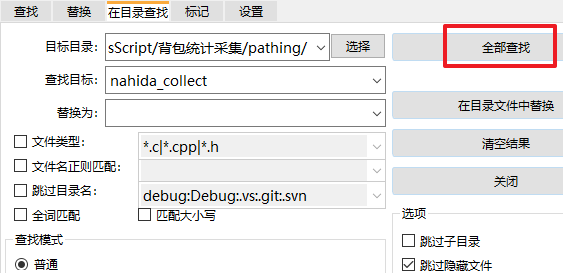 查找 替换 在目录查找 标记 设置
目标目录: sScript/背包统计采集/pathing/ 选择 全部查找
查找目标: nahida_collect
替换为: 在目录文件中替换
文件类型: *.c|*.cpp|*.h 清空结果
文件名正则匹配:
跳过目录名: debug:Debug:.vs:.git:.svn 关闭
全词匹配 匹配大小写 选项
查找模式 跳过子目录
普通 跳过隐藏文件